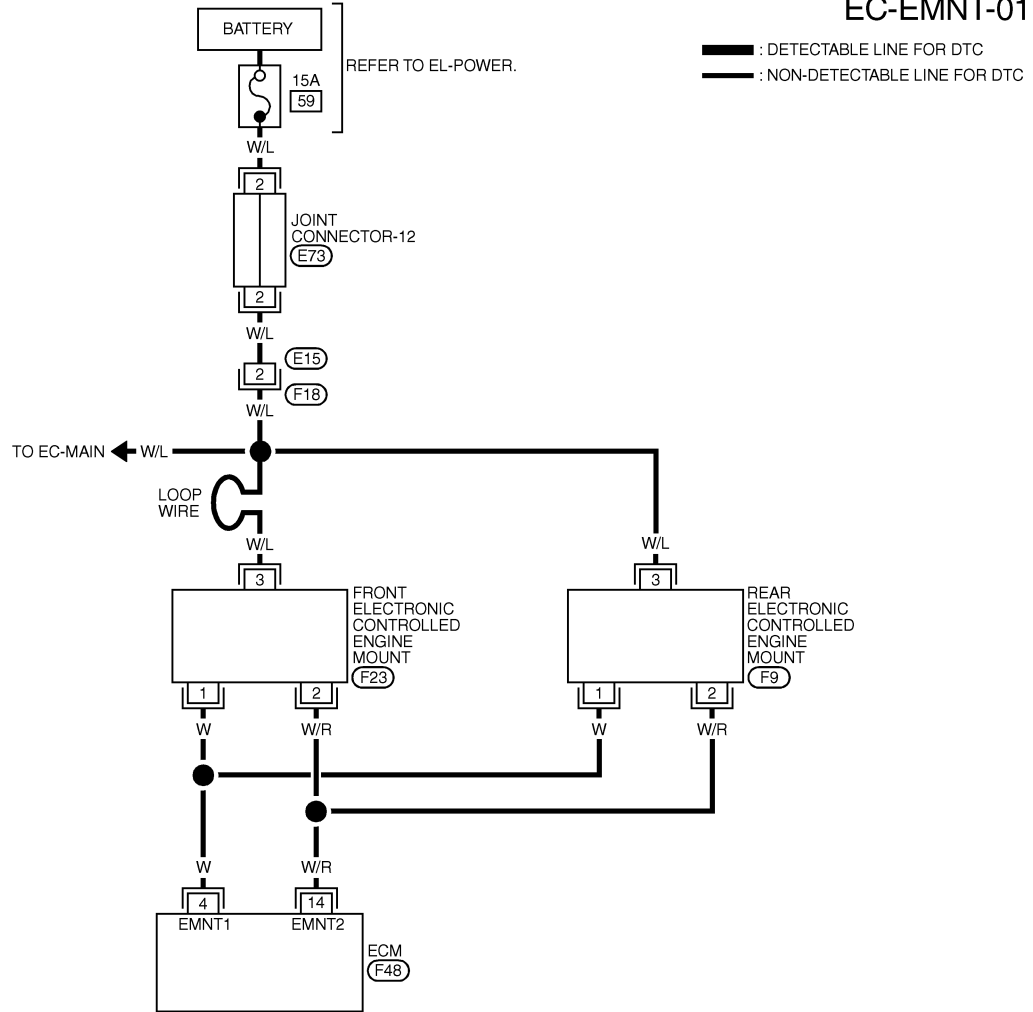 EC-EMNT-01
BATTERY
: DETECTABLE LINE FOR DTC
: NON-DETECTABLE LINE FOR DTC
REFER TO EL-POWER.
15A
59
W/L
2
JOINT
CONNECTOR-12
E73
2
W/L
E15
2
F18
W/L
TO EC-MAIN
W/L
LOOP
WIRE
W/L
W/L
3
3
FRONT
ELECTRONIC
CONTROLLED
ENGINE
MOUNT
F23
REAR
ELECTRONIC
CONTROLLED
ENGINE
MOUNT
F9
1
2
1
2
W
W/R
W
W/R
W
W/R
4
14
EMNT1
EMNT2
ECM
F48